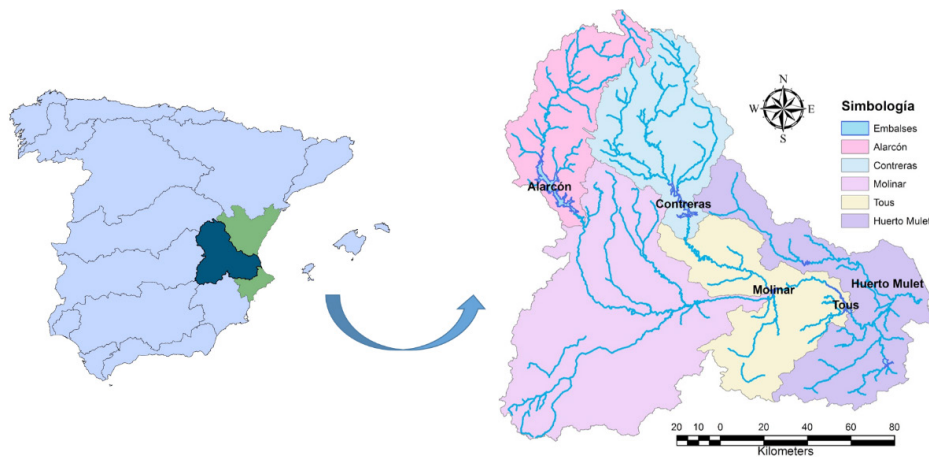 N
W E
S
Simbología
Embalses
Alarcón
Contreras
Molinar
Tous
Huerto Mulet
Alarcón
Contreras
Molinar
Tous
Huerto Mulet
20 10 0 20 40 60 80
Kilometers